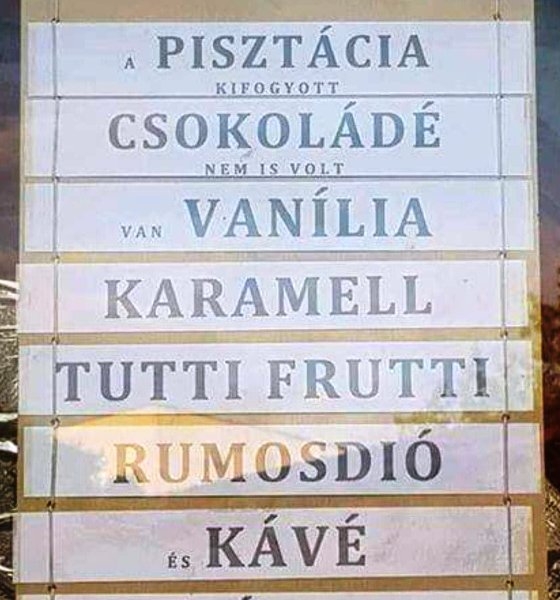 A PISZTÁCIA
KIFOGYOTT
CSOKOLÁDÉ
NEM IS VOLT
VAN VANÍLIA
KARAMELL
TUTTI FRUTTI
RUMOSDIÓ
ÉS KÁVÉ